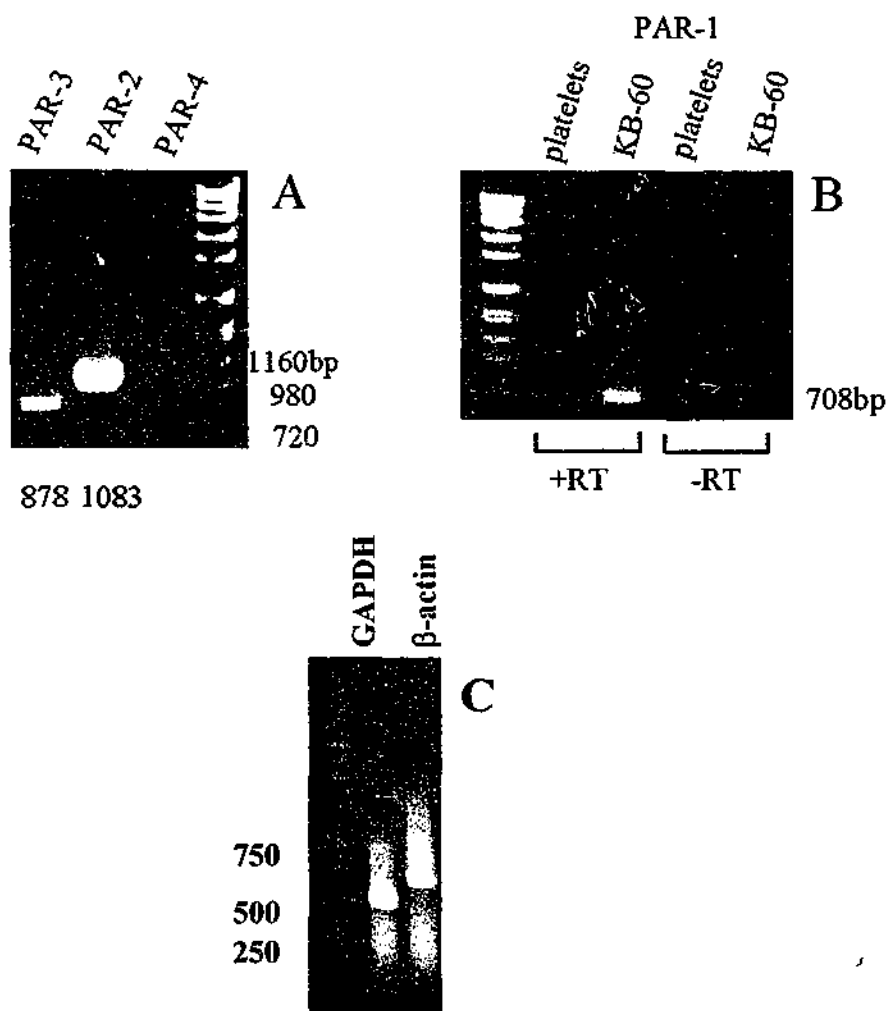 PAR-3 PAR-2 PAR-4
A
1160bp
980
720
878 1083
PAR-1
platelets KB-60 platelets KB-60
B
708bp
+RT -RT
GAPDH β-actin
C
750
500
250